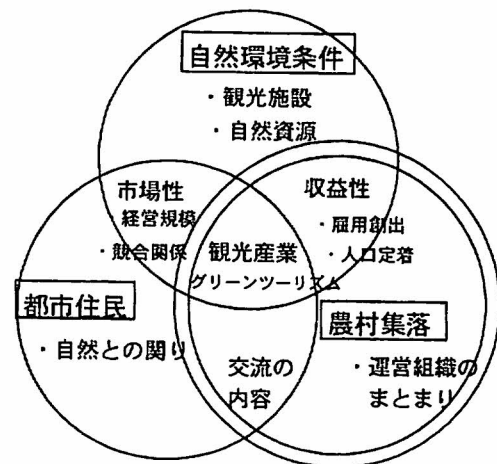 自然環境条件
・観光施設
・自然資源
市場性
経営規模
・競合関係
収益性
・雇用創出
・人口定着
観光産業
グリーンツーリズム
都市住民
・自然との関り
交流の
内容
農村集落
・運営組織の
まとまり